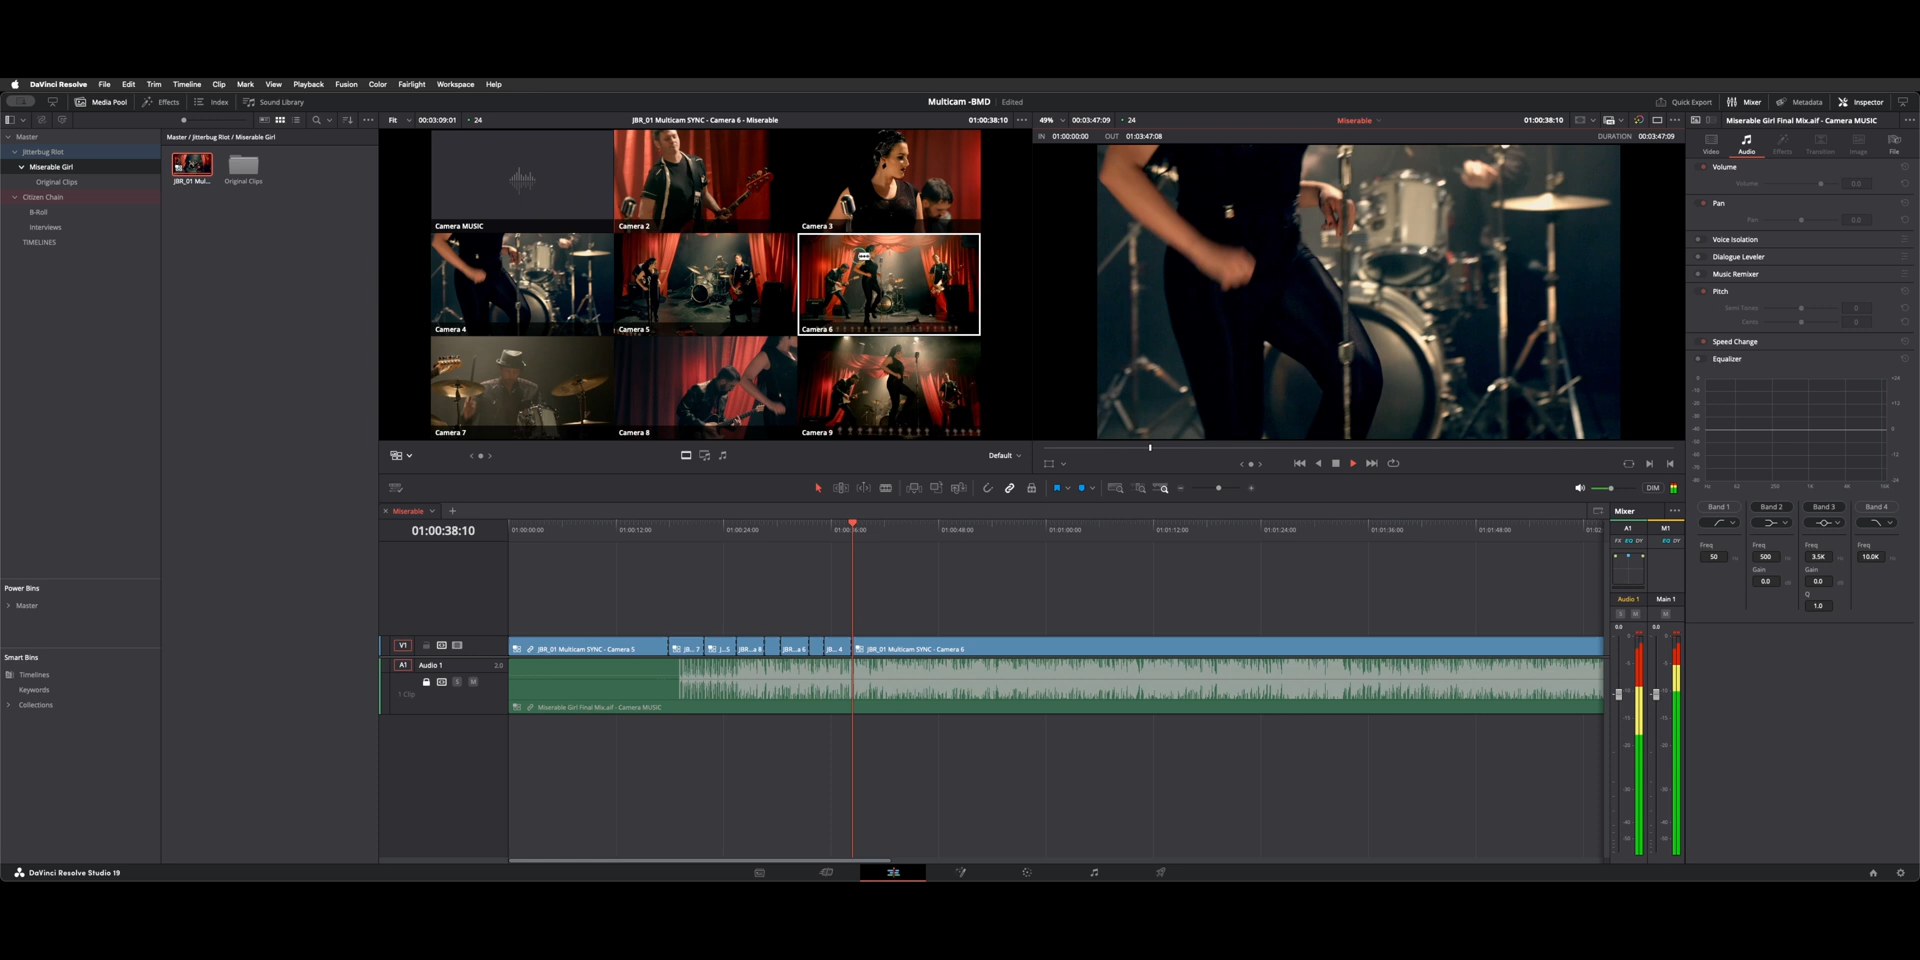 DaVinci Resolve File Edit Trim Timeline Clip Mark View Playback Fusion Color Fairlight Workspace Help
Media Pool Effects Index Sound Library Multicam -BMD Edited Quick Export Mixer Metadata Inspector
Fit 00:03:09:01 24 JBR_01 Multicam SYNC - Camera 6 - Miserable 01:00:38:10 49% 00:03:47:09 24 Miserable 01:00:38:10 Miserable Girl Final Mix.aif - Camera MUSIC
Master
Jitterbug Riot
Miserable Girl
Original Clips
Citizen Chain
B-Roll
Interviews
TIMELINES
Power Bins
Master
Smart Bins
Timelines
Keywords
Collections
Master / Jitterbug Riot / Miserable Girl
JBR_01 Mul... Original Clips
Camera MUSIC Camera 2 Camera 3
Camera 4 Camera 5 Camera 6
Camera 7 Camera 8 Camera 9
Default
IN 01:00:00:00 OUT 01:03:47:08 DURATION 00:03:47:09
DIM
Miserable
01:00:38:10
01:00:00:00 01:00:12:00 01:00:24:00 01:00:36:00 01:00:48:00 01:01:00:00 01:01:12:00 01:01:24:00 01:01:36:00 01:01:48:00 01:02
V1
JBR_01 Multicam SYNC - Camera 5 JB... 7 J...5 JBR...a 8 JBR...a 6 JB... 4 JBR_01 Multicam SYNC - Camera 6
A1 Audio 1 2.0
S M
1 Clip
Miserable Girl Final Mix.aif - Camera MUSIC
Mixer
A1 M1
FX EQ DY EQ DY
Audio 1 Main 1
S M M
0.0 0.0
Video Audio Effects Transition Image File
Volume
Volume 0.0
Pan
Pan 0.0
Voice Isolation
Dialogue Leveler
Music Remixer
Pitch
Semi Tones 0
Cents 0
Speed Change
Equalizer
Band 1 Band 2 Band 3 Band 4
Freq Freq Freq Freq
50 500 3.5K 10.0K
Gain Gain
0.0 0.0
Q
1.0
DaVinci Resolve Studio 19